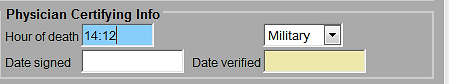 Physician Certifying Info
Hour of death 14:12 Military
Date signed Date verified